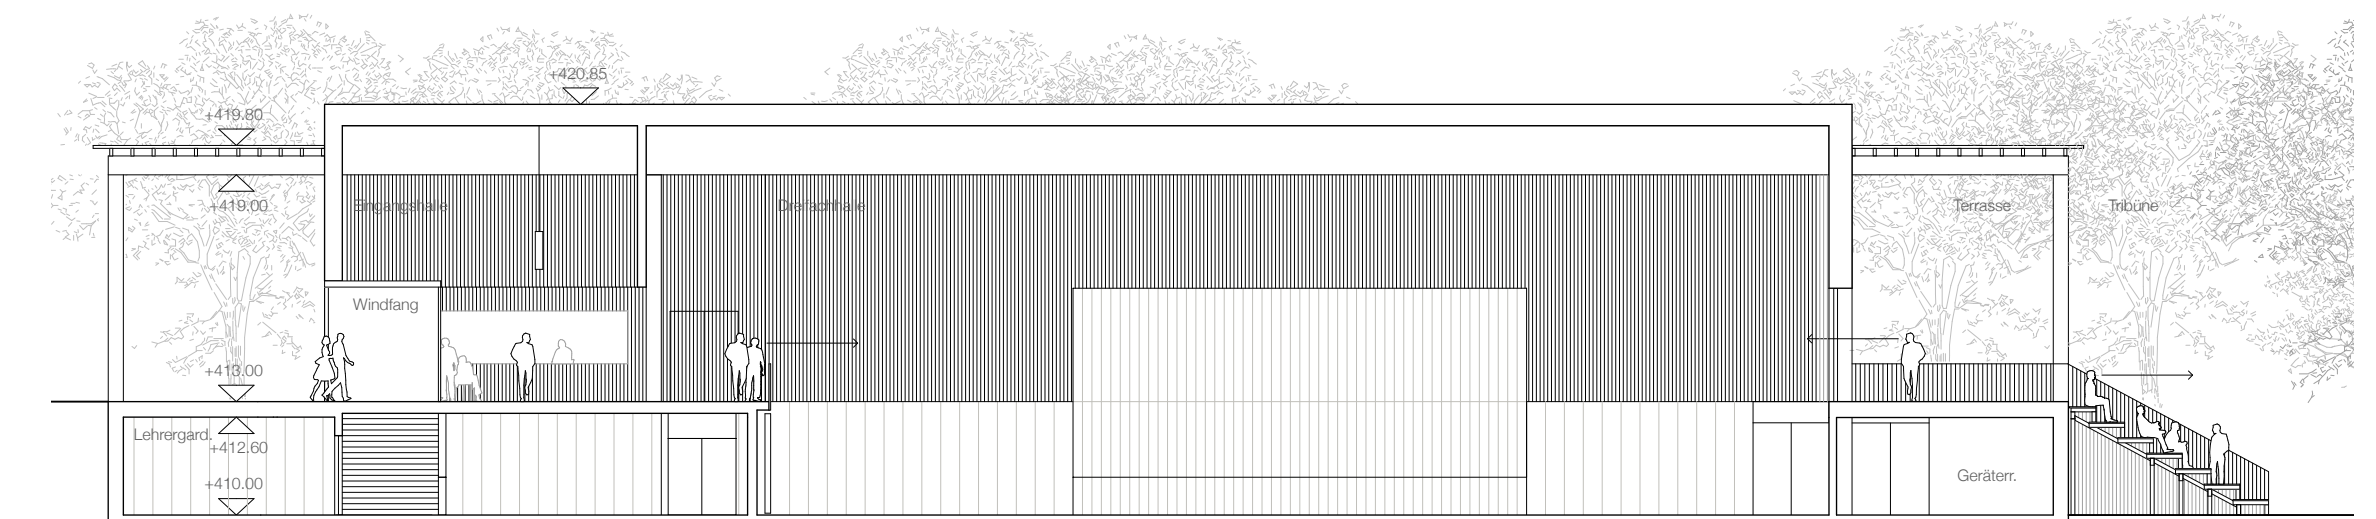 +420.85
+419.80
+419.00
Eingangshalle
Dreifachhalle
Terrasse
Tribüne
Windfang
+413.00
Lehrergard.
+412.60
+410.00
Geräterr.